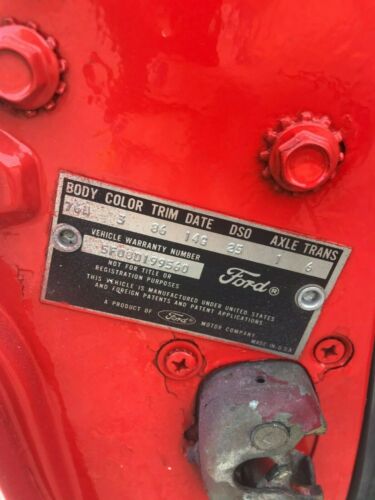 BODY COLOR TRIM DATE DSO AXLE TRANS
3 86 14G 25 1 6
VEHICLE WARRANTY NUMBER
5F08D199560
NOT FOR TITLE OR
REGISTRATION PURPOSES
Ford®
THIS VEHICLE IS MANUFACTURED UNDER UNITED STATES
AND FOREIGN PATENTS AND PATENT APPLICATIONS
A PRODUCT OF Ford MOTOR COMPANY
MADE IN U.S.A.